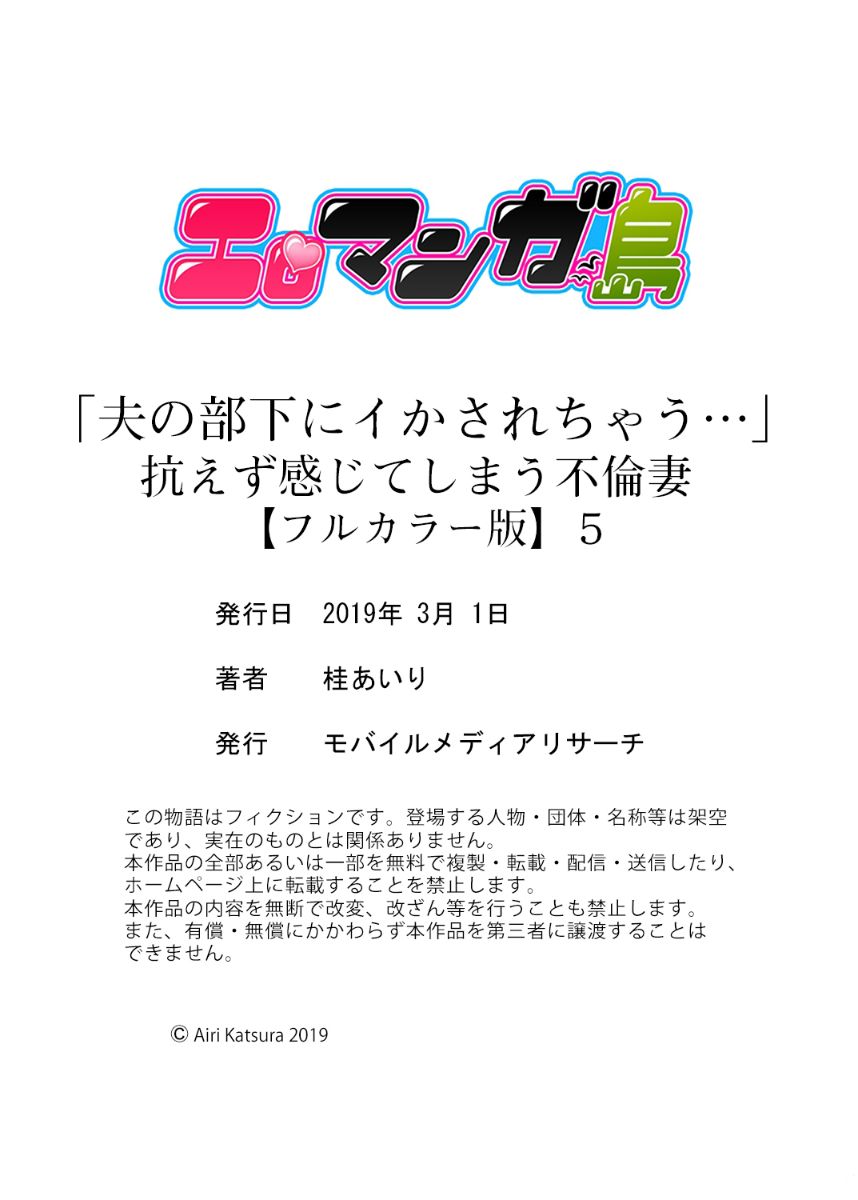 エロマンガ島
「夫の部下にイかされちゃう…」
抗えず感じてしまう不倫妻
【フルカラー版】５
発行日　2019年 3月 1日
著者　　桂あいり
発行　　モバイルメディアリサーチ
この物語はフィクションです。登場する人物・団体・名称等は架空
であり、実在のものとは関係ありません。
本作品の全部あるいは一部を無料で複製・転載・配信・送信したり、
ホームページ上に転載することを禁止します。
本作品の内容を無断で改変、改ざん等を行うことも禁止します。
また、有償・無償にかかわらず本作品を第三者に譲渡することは
できません。
© Airi Katsura 2019